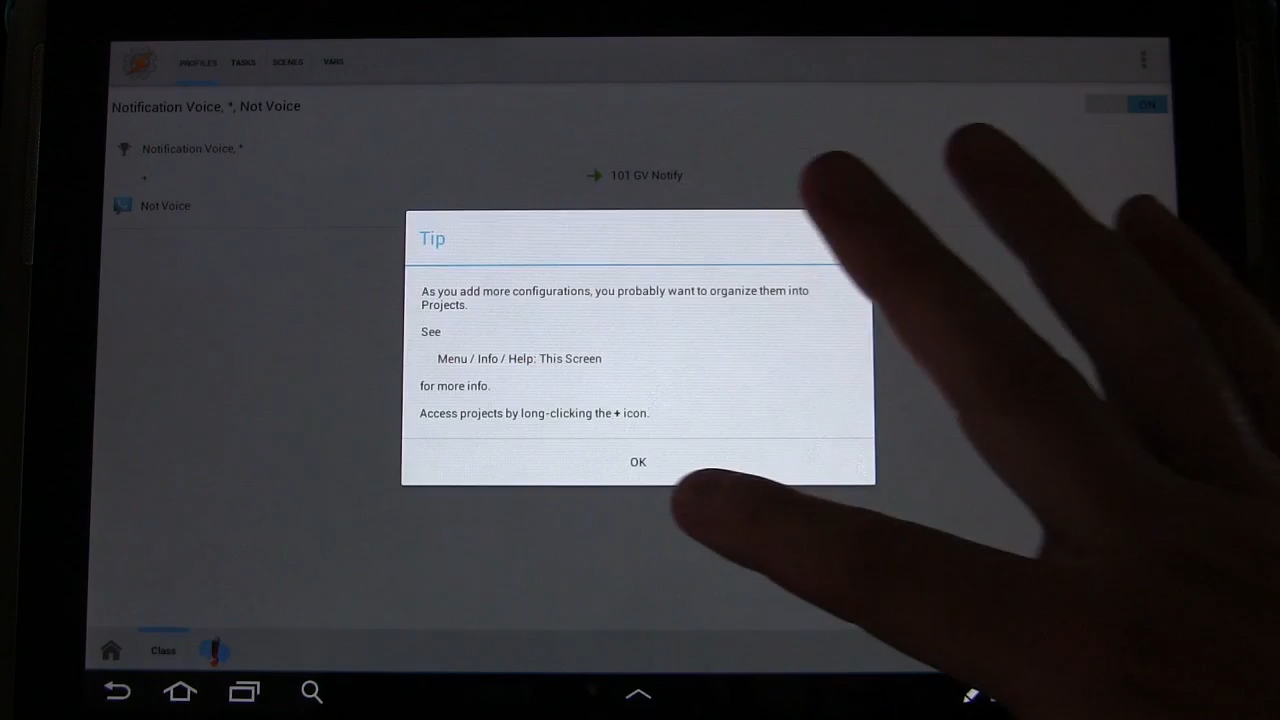 PROFILES TASKS SCENES VARS
Notification Voice, *, Not Voice
ON
Notification Voice, *
+
101 GV Notify
Not Voice
Tip
As you add more configurations, you probably want to organize them into
Projects.
See
Menu / Info / Help: This Screen
for more info.
Access projects by long-clicking the + icon.
OK
Class